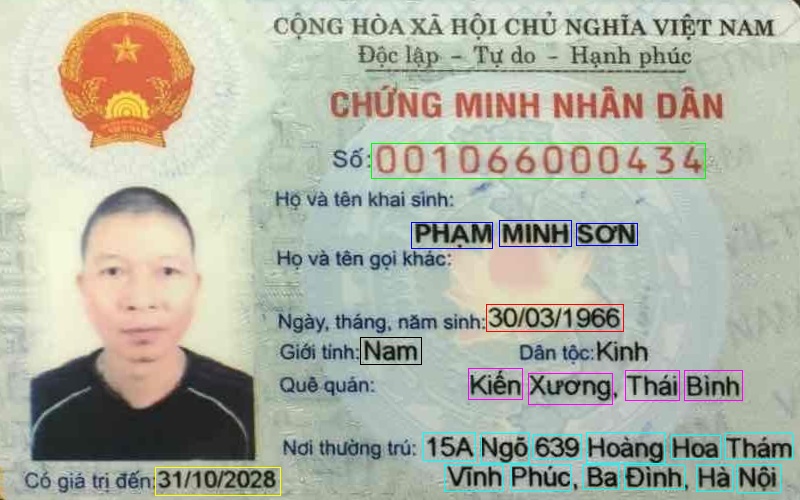 CỘNG HÒA XÃ HỘI CHỦ NGHĨA VIỆT NAM
Độc lập - Tự do - Hạnh phúc
CHỨNG MINH NHÂN DÂN
Số: 001066000434
Họ và tên khai sinh:
PHẠM MINH SƠN
Họ và tên gọi khác:
Ngày, tháng, năm sinh: 30/03/1966
Giới tính: Nam Dân tộc: Kinh
Quê quán: Kiến Xương, Thái Bình
Nơi thường trú: 15A Ngõ 639 Hoàng Hoa Thám
Vĩnh Phúc, Ba Đình, Hà Nội
Có giá trị đến: 31/10/2028